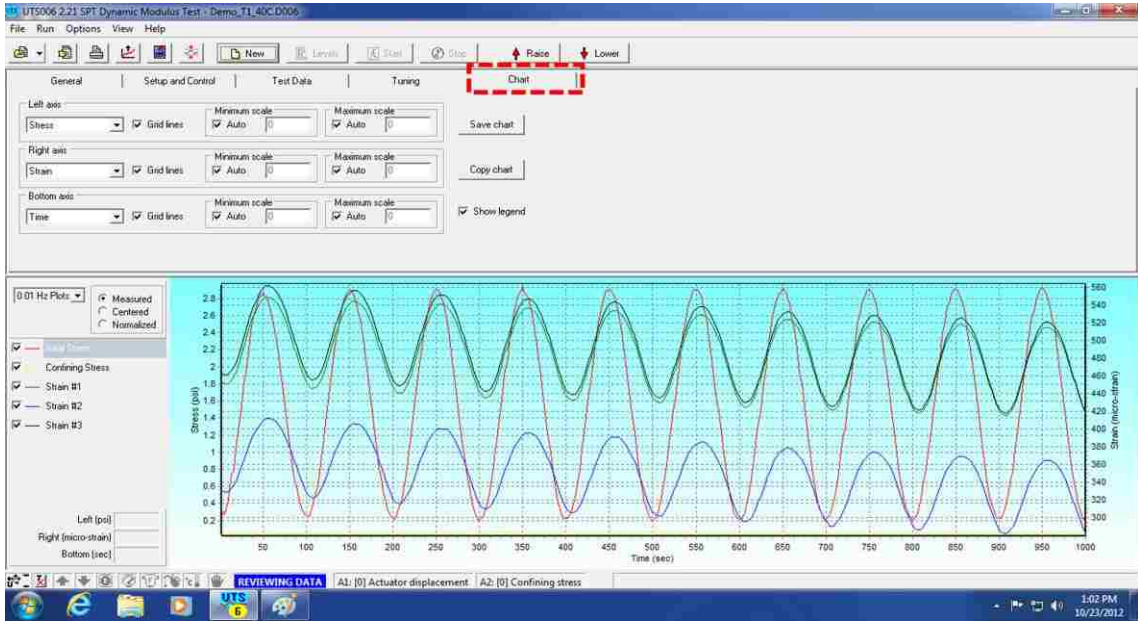 UTS006 2.21 SPT Dynamic Modulus Test - Demo_T1_40C.D006
File Run Options View Help
New Levels Start Stop Raise Lower
General Setup and Control Test Data Tuning Chart
Left axis
Stress Grid lines Minimum scale Auto 0 Maximum scale Auto 0 Save chart
Right axis
Strain Grid lines Minimum scale Auto 0 Maximum scale Auto 0 Copy chart
Bottom axis
Time Grid lines Minimum scale Auto 0 Maximum scale Auto 0 Show legend
0.01 Hz Plots
Measured
Centered
Normalized
Axial Stress
Confining Stress
Strain #1
Strain #2
Strain #3
Left (psi)
Right (micro-strain)
Bottom (sec)
Stress (psi)
2.8
2.6
2.4
2.2
2
1.8
1.6
1.4
1.2
1
0.8
0.6
0.4
0.2
560
540
520
500
480
460
440
420
400
380
360
340
320
300
Strain (micro-strain)
50 100 150 200 250 300 350 400 450 500 550 600 650 700 750 800 850 900 950 1000
Time (sec)
REVIEWING DATA A1: [0] Actuator displacement A2: [0] Confining stress
UTS
6
1:02 PM
10/23/2012